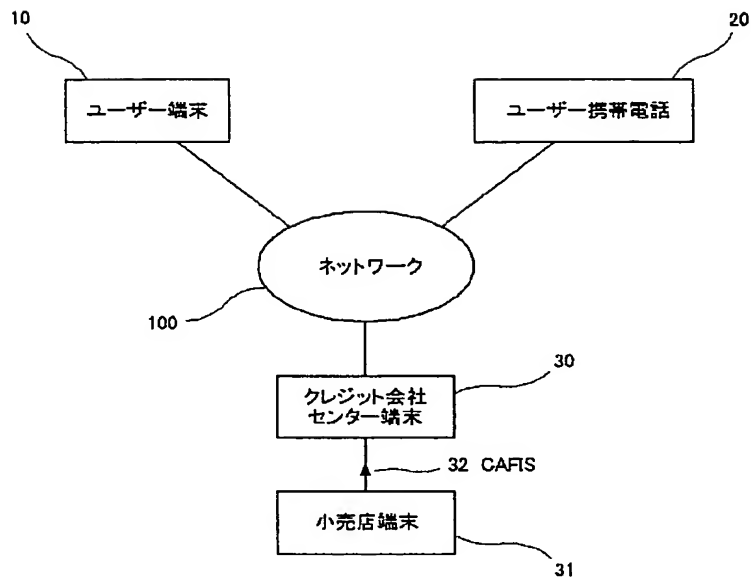 10
20
ユーザー端末
ユーザー携帯電話
ネットワーク
100
30
クレジット会社
センター端末
32 CAFIS
小売店端末
31